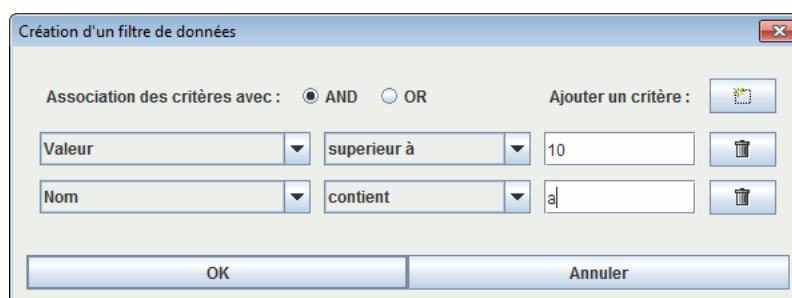 Création d'un filtre de données
Association des critères avec : AND OR Ajouter un critère :
Valeur superieur à 10
Nom contient a
OK Annuler